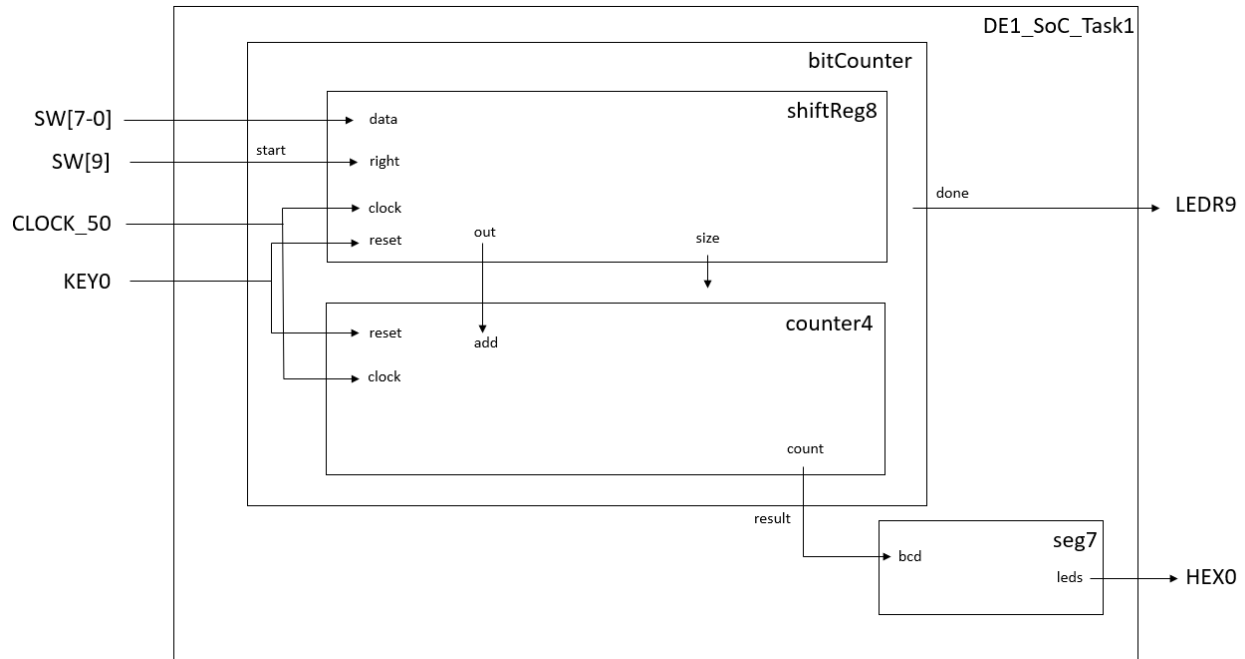 DE1_SoC_Task1
bitCounter
shiftReg8
SW[7-0]
data
SW[9]
start
right
done
LEDR9
CLOCK_50
clock
reset
out
size
KEY0
counter4
reset
add
clock
count
result
seg7
bcd
leds
HEX0